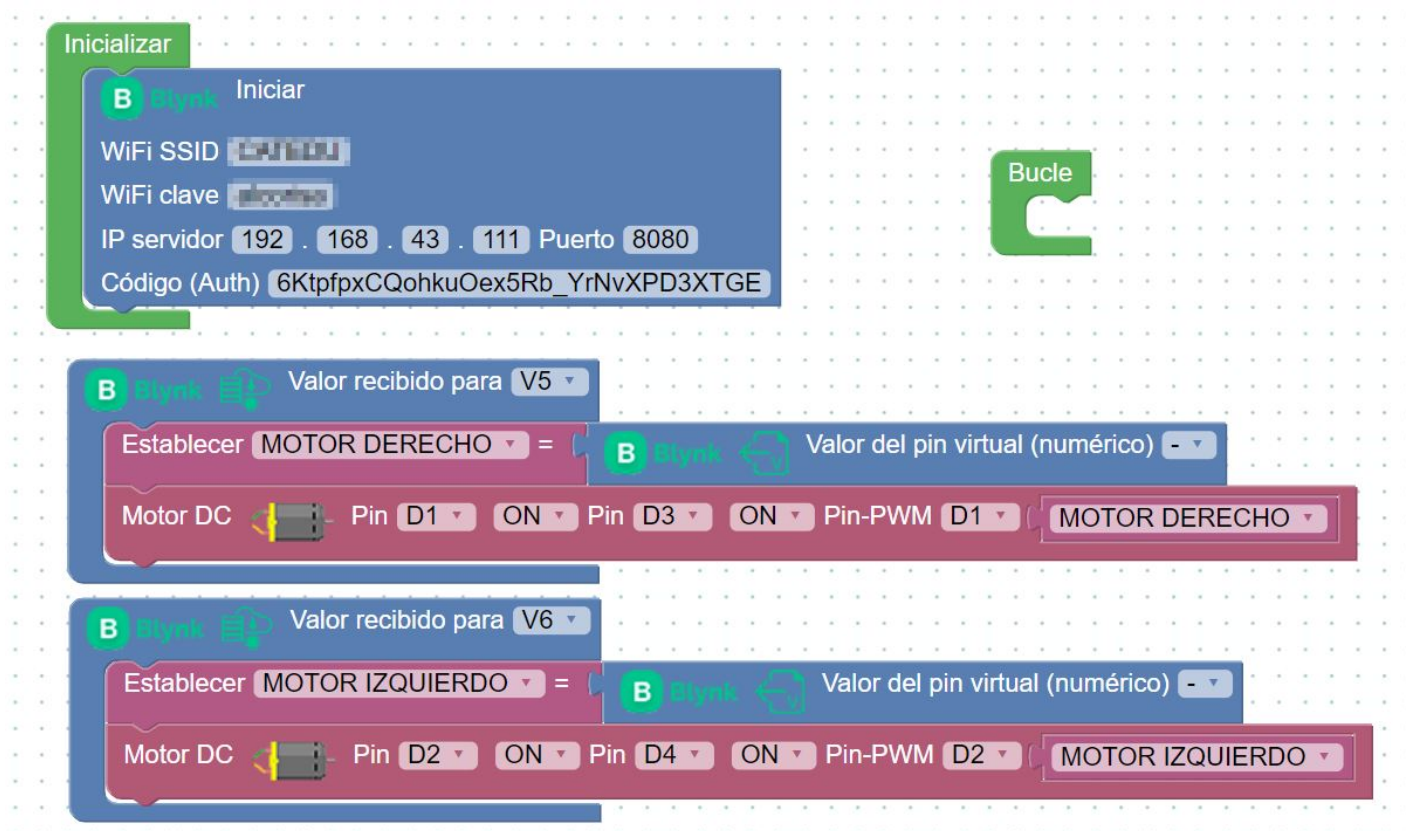 Inicializar
B Blynk Iniciar
WiFi SSID
WiFi clave
IP servidor 192 . 168 . 43 . 111 Puerto 8080
Código (Auth) 6KtpfpxCQohkuOex5Rb_YrNvXPD3XTGE
Bucle
B Blynk Valor recibido para V5
Establecer MOTOR DERECHO = B Blynk V Valor del pin virtual (numérico) -
Motor DC Pin D1 ON Pin D3 ON Pin-PWM D1 MOTOR DERECHO
B Blynk Valor recibido para V6
Establecer MOTOR IZQUIERDO = B Blynk V Valor del pin virtual (numérico) -
Motor DC Pin D2 ON Pin D4 ON Pin-PWM D2 MOTOR IZQUIERDO